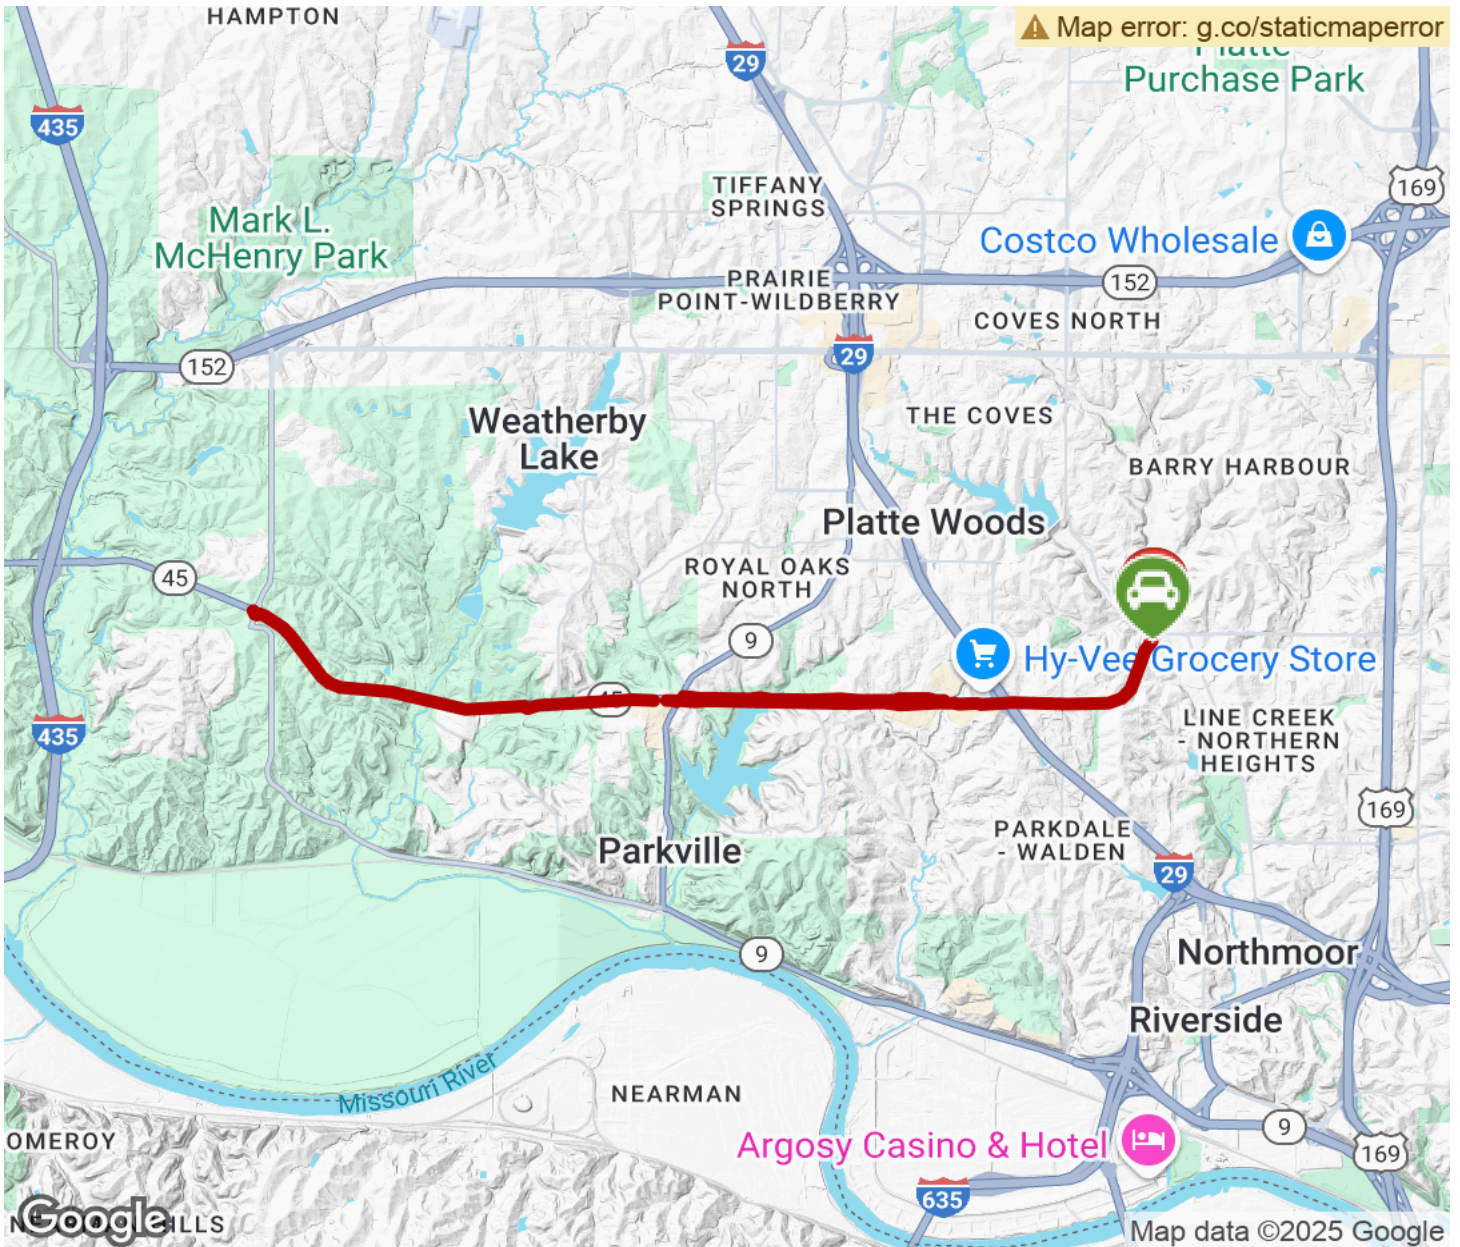 HAMPTON
Map error: g.co/staticmaperror
29
Platte
Purchase Park
435
169
TIFFANY
SPRINGS
Mark L.
McHenry Park
Costco Wholesale
PRAIRIE
POINT-WILDBERRY
152
COVES NORTH
29
152
Weatherby
Lake
THE COVES
BARRY HARBOUR
Platte Woods
45
ROYAL OAKS
NORTH
9
Hy-Vee Grocery Store
45
435
LINE CREEK
- NORTHERN
HEIGHTS
169
Parkville
PARKDALE
- WALDEN
29
9
Northmoor
Riverside
Missouri River
NEARMAN
OMEROY
Argosy Casino & Hotel
9
169
635
Google
Map data ©2025 Google